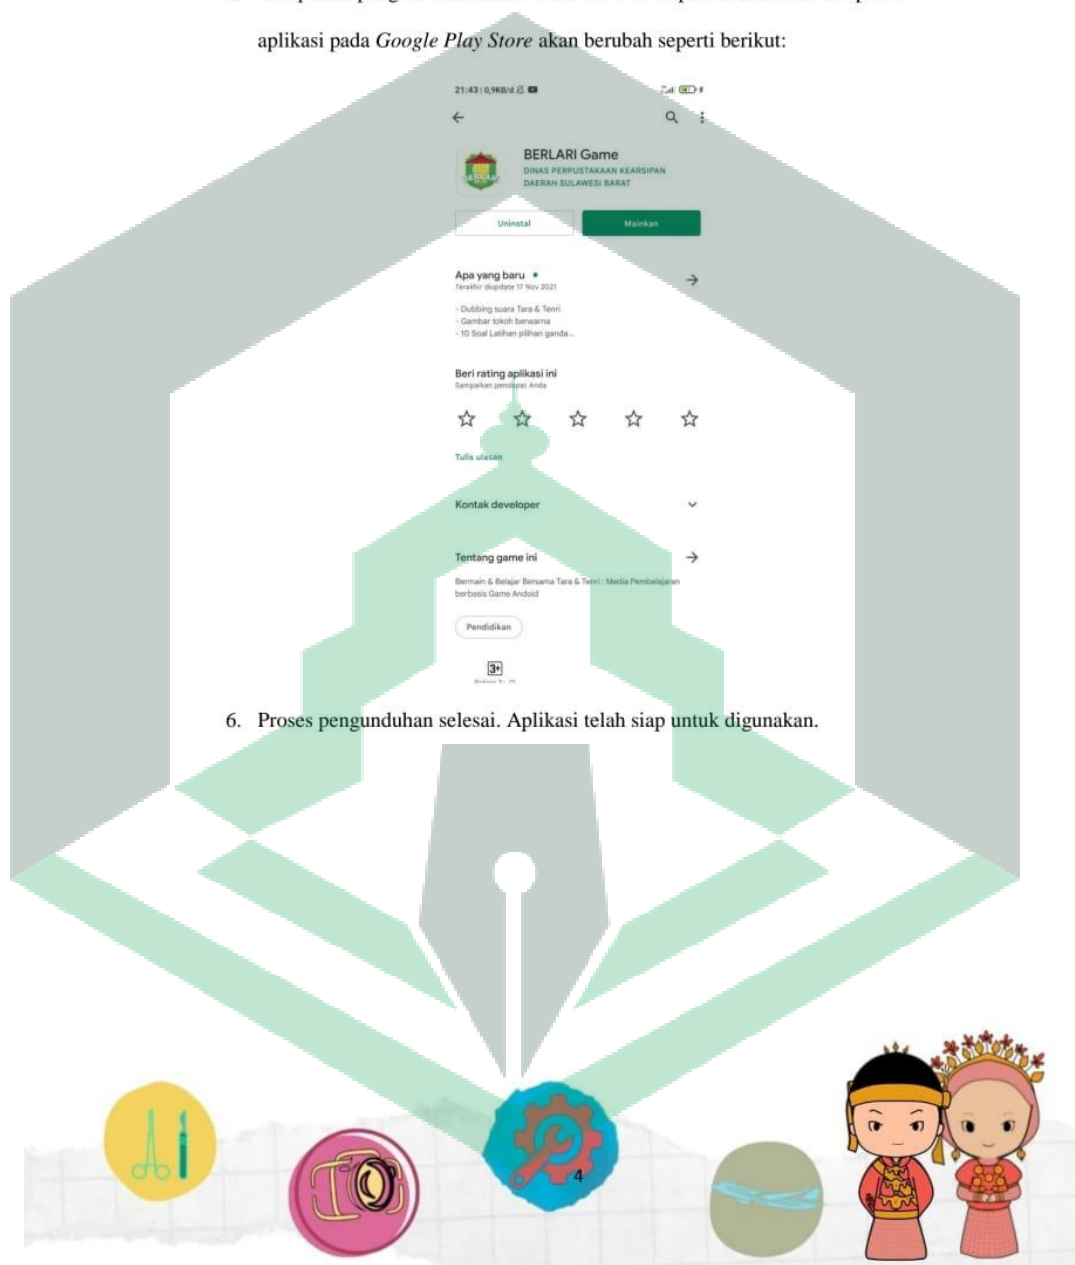 aplikasi pada Google Play Store akan berubah seperti berikut:
21:43 | 0,9KB/d
BERLARI Game
DINAS PERPUSTAKAAN KEARSIPAN
DAERAH SULAWESI BARAT
Uninstal
Mainkan
Apa yang baru
Terakhir diupdate 17 Nov 2021
- Dubbing suara Tara & Tenri
- Gambar tokoh berwarna
- 10 Soal Latihan pilihan ganda...
Beri rating aplikasi ini
Sampaikan pendapat Anda
Tulis ulasan
Kontak developer
Tentang game ini
Bermain & Belajar Bersama Tara & Tenri : Media Pembelajaran
berbasis Game Andoid
Pendidikan
3+
6. Proses pengunduhan selesai. Aplikasi telah siap untuk digunakan.
4